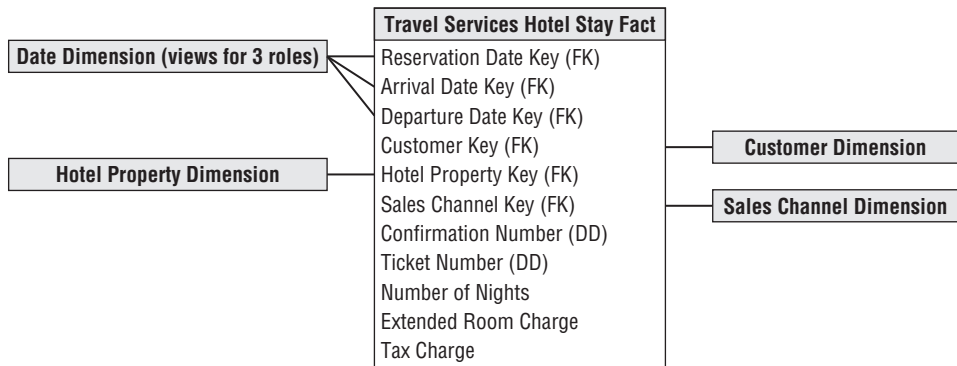 Travel Services Hotel Stay Fact
Date Dimension (views for 3 roles)
Reservation Date Key (FK)
Arrival Date Key (FK)
Departure Date Key (FK)
Customer Key (FK)
Customer Dimension
Hotel Property Dimension
Hotel Property Key (FK)
Sales Channel Key (FK)
Sales Channel Dimension
Confirmation Number (DD)
Ticket Number (DD)
Number of Nights
Extended Room Charge
Tax Charge